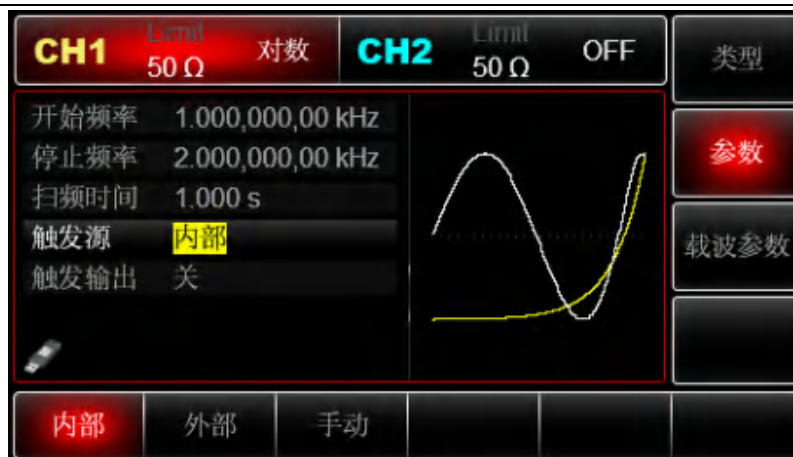 CH1 Limit 50 Ω 对数 CH2 Limit 50 Ω OFF
类型
开始频率 1.000,000,00 kHz
停止频率 2.000,000,00 kHz
参数
扫频时间 1.000 s
触发源 内部
载波参数
触发输出 关
内部 外部 手动